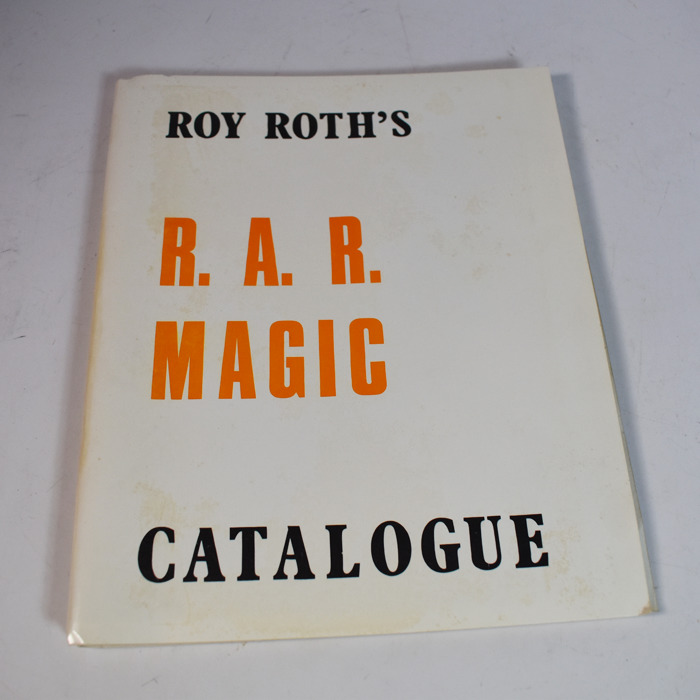 ROY ROTH'S
R. A. R.
MAGIC
CATALOGUE